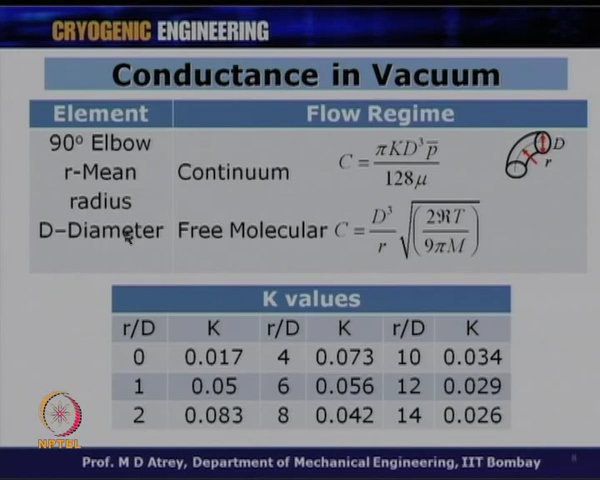 CRYOGENIC ENGINEERING
Conductance in Vacuum
Element Flow Regime
90° Elbow
r-Mean
radius
D–Diameter
Continuum C = πKD³p̄ / 128μ
Free Molecular C = D³/r √(2ℜT / 9πM)
D
r
K values
r/D K r/D K r/D K
0 0.017 4 0.073 10 0.034
1 0.05 6 0.056 12 0.029
2 0.083 8 0.042 14 0.026
NPTEL
Prof. M D Atrey, Department of Mechanical Engineering, IIT Bombay
6